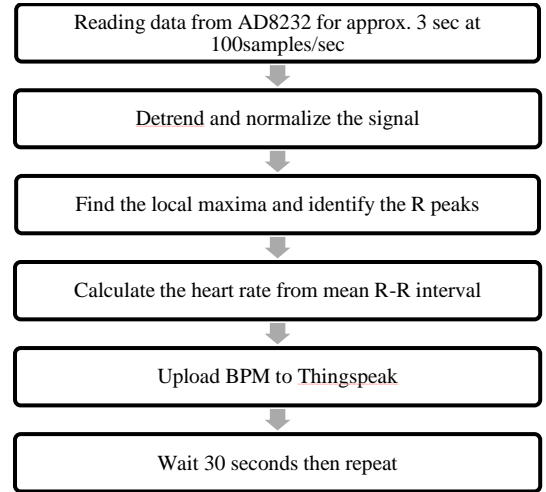 Reading data from AD8232 for approx. 3 sec at
100samples/sec
Detrend and normalize the signal
Find the local maxima and identify the R peaks
Calculate the heart rate from mean R-R interval
Upload BPM to Thingspeak
Wait 30 seconds then repeat